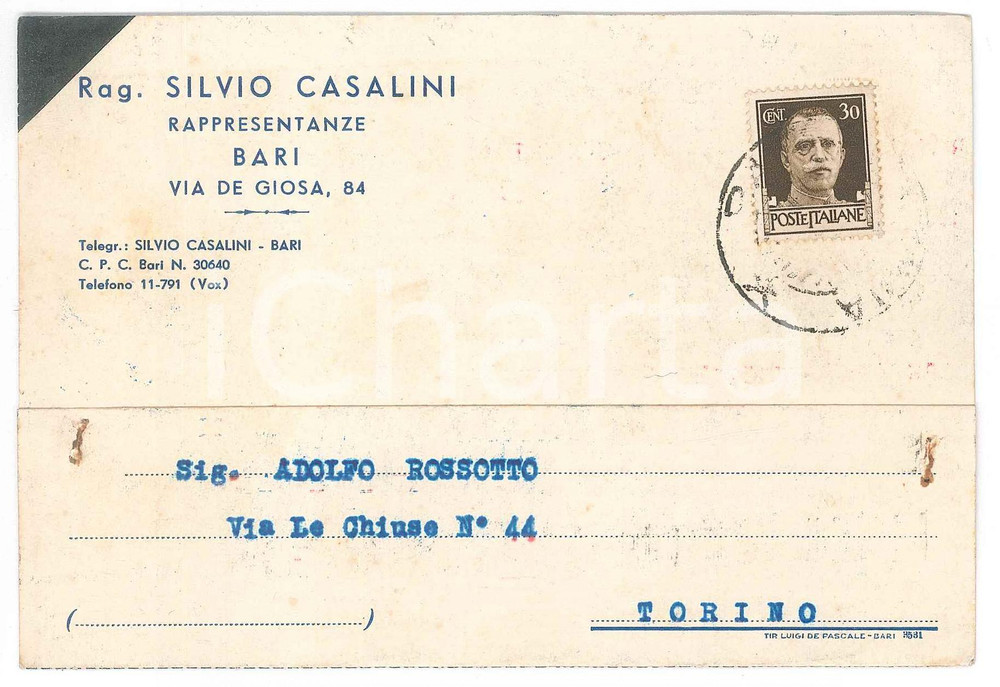 Rag. SILVIO CASALINI
RAPPRESENTANZE
BARI
VIA DE GIOSA, 84
Telegr.: SILVIO CASALINI - BARI
C. P. C. Bari N. 30640
Telefono 11-791 (Vox)
CENT. 30
POSTE ITALIANE
iCharta
Sig. ADOLFO ROSSOTTO
Via Le Chiuse N° 44
(                    )
TORINO
TIP. LUIGI DE PASCALE - BARI